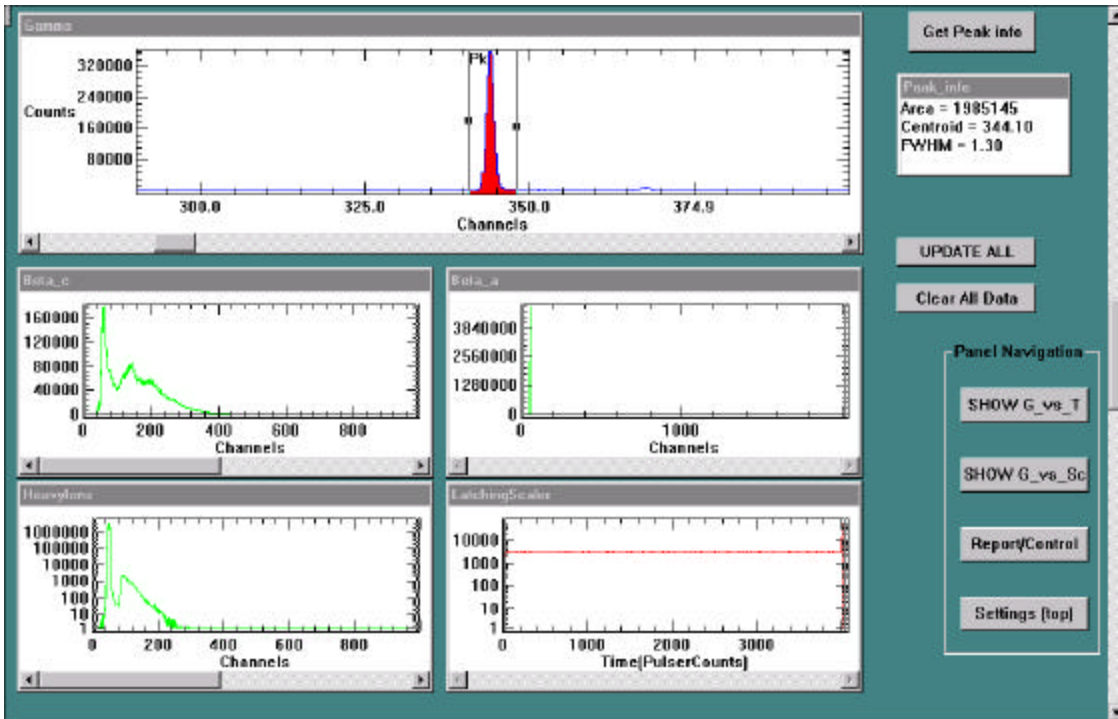 Gamma
320000
240000
Counts
160000
80000
Pk
300.0 325.0 350.0 374.9
Channels
Get Peak info
Peak_info
Area = 1985145
Centroid = 344.10
FWHM = 1.30
UPDATE ALL
Clear All Data
Beta_c
160000
120000
80000
40000
0
0 200 400 600 800
Channels
Beta_a
3840000
2560000
1280000
0
0 1000
Channels
Panel Navigation
SHOW G_vs_T
SHOW G_vs_Sc
Report/Control
Settings (top)
HeavyIons
1000000
100000
10000
1000
100
10
1
0 200 400 600 800
Channels
LatchingScaler
10000
1000
100
10
1
0 1000 2000 3000
Time(PulserCounts)